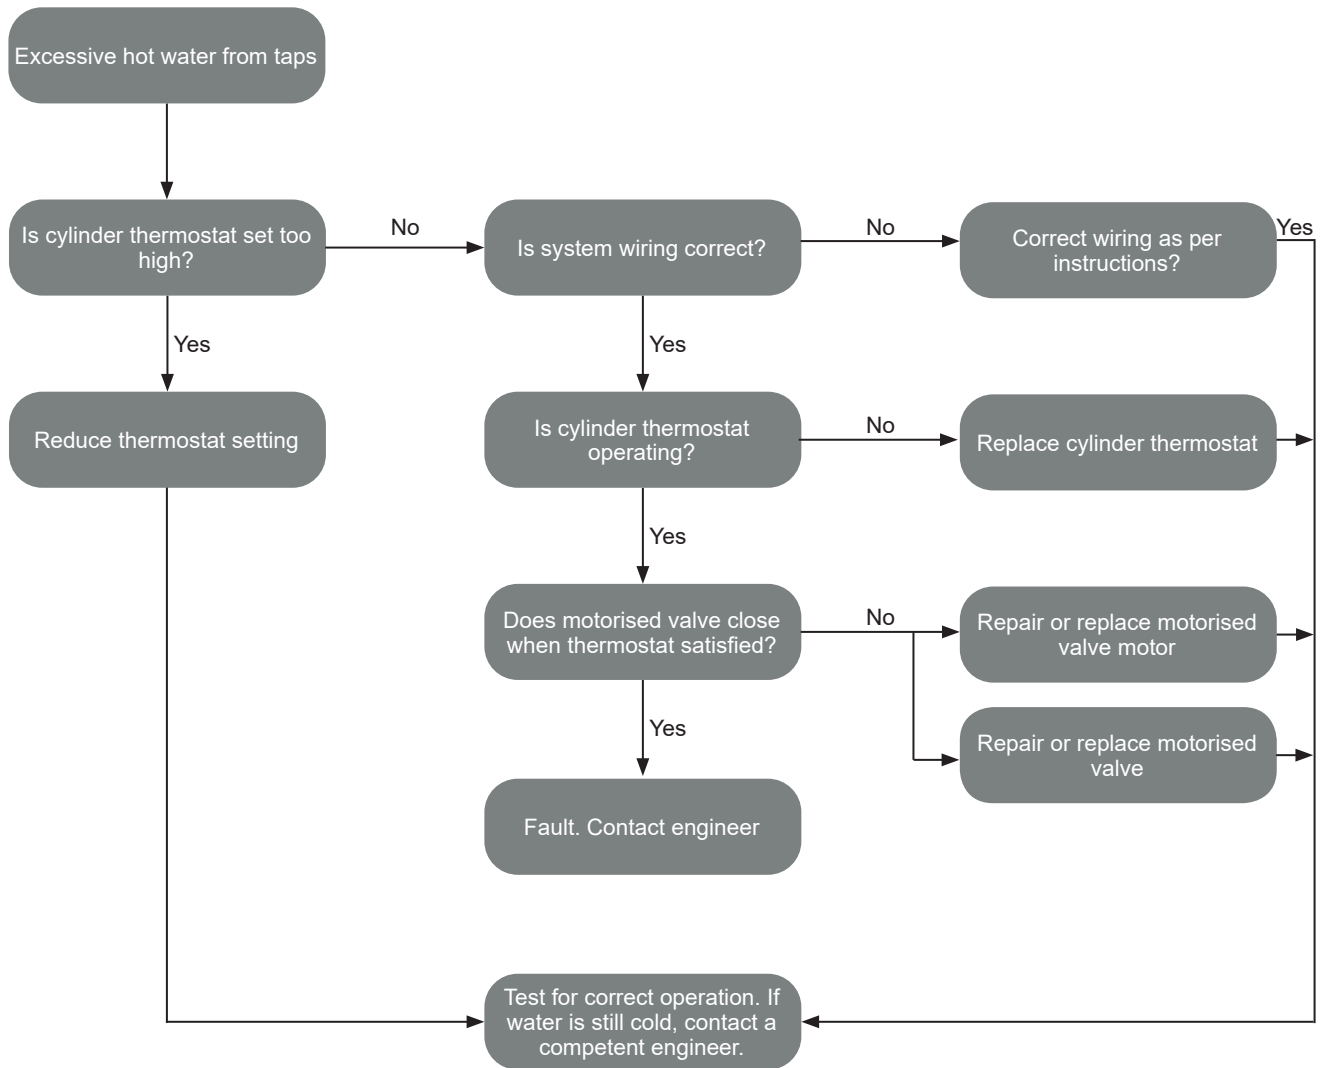 Excessive hot water from taps
Is cylinder thermostat set too
high?
No
Is system wiring correct?
No
Correct wiring as per
instructions?
Yes
Yes
Yes
Reduce thermostat setting
Is cylinder thermostat
operating?
No
Replace cylinder thermostat
Yes
Does motorised valve close
when thermostat satisfied?
No
Repair or replace motorised
valve motor
Repair or replace motorised
valve
Yes
Fault. Contact engineer
Test for correct operation. If
water is still cold, contact a
competent engineer.